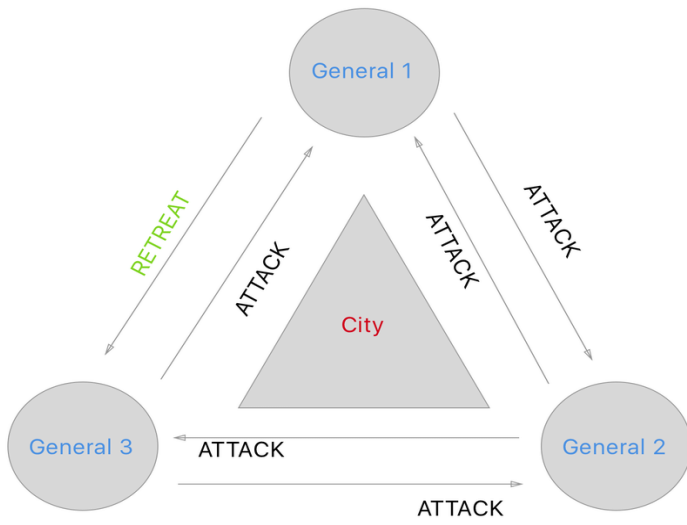 General 1
RETREAT
ATTACK
ATTACK
ATTACK
City
General 3
ATTACK
General 2
ATTACK